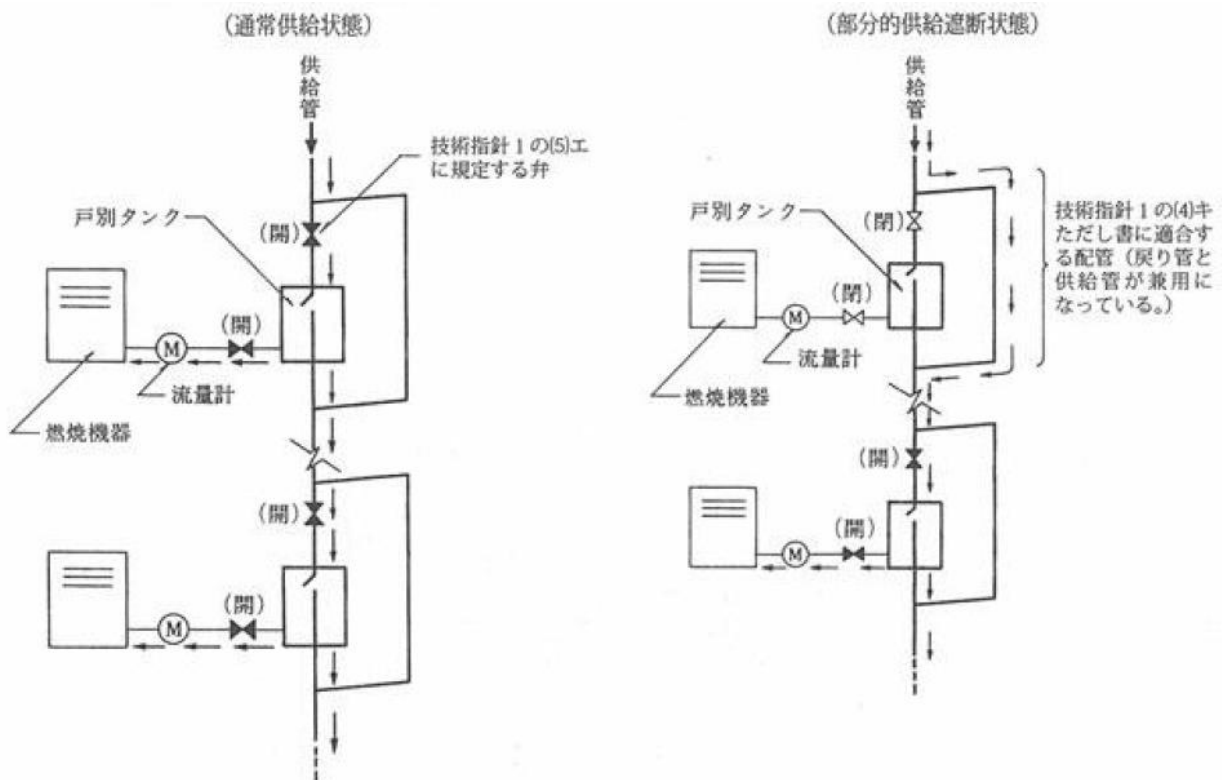 (通常供給状態)
供給管
技術指針1の(5)エ
に規定する弁
戸別タンク
(開)
(開)
M
流量計
燃焼機器
(開)
(開)
M
(部分的供給遮断状態)
供給管
戸別タンク
(閉)
(閉)
M
流量計
燃焼機器
技術指針1の(4)キ
ただし書に適合す
る配管(戻り管と
供給管が兼用に
なっている。)
(開)
(開)
M